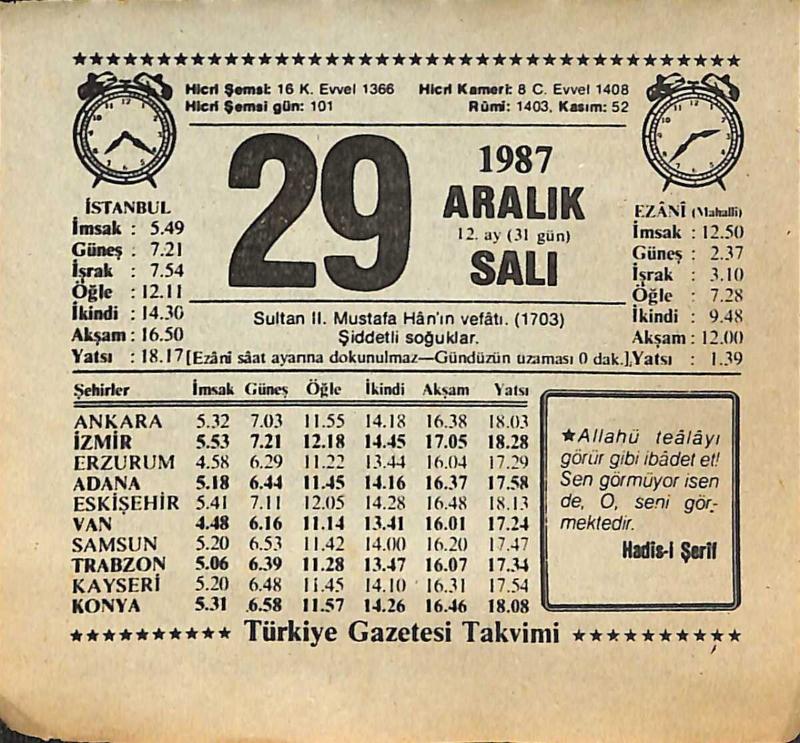 Hicrî Şemsî: 16 K. Evvel 1366 Hicrî Kamerî: 8 C. Evvel 1408
Hicrî Şemsi gün: 101 Rûmî: 1403, Kasım: 52
29
1987
ARALIK
12. ay (31 gün)
SALI
İSTANBUL
İmsak : 5.49
Güneş : 7.21
İşrak : 7.54
Öğle : 12.11
İkindi : 14.30
Akşam : 16.50
Yatsı : 18.17
EZÂNÎ (Mahalli)
İmsak : 12.50
Güneş : 2.37
İşrak : 3.10
Öğle : 7.28
İkindi : 9.48
Akşam : 12.00
Yatsı : 1.39
Sultan II. Mustafa Hân'ın vefâtı. (1703)
Şiddetli soğuklar.
[Ezânî sâat ayarına dokunulmaz—Gündüzün uzaması 0 dak.]
Şehirler İmsak Güneş Öğle İkindi Akşam Yatsı
ANKARA 5.32 7.03 11.55 14.18 16.38 18.03
İZMİR 5.53 7.21 12.18 14.45 17.05 18.28
ERZURUM 4.58 6.29 11.22 13.44 16.04 17.29
ADANA 5.18 6.44 11.45 14.16 16.37 17.58
ESKİŞEHİR 5.41 7.11 12.05 14.28 16.48 18.13
VAN 4.48 6.16 11.14 13.41 16.01 17.24
SAMSUN 5.20 6.53 11.42 14.00 16.20 17.47
TRABZON 5.06 6.39 11.28 13.47 16.07 17.34
KAYSERİ 5.20 6.48 11.45 14.10 16.31 17.54
KONYA 5.31 6.58 11.57 14.26 16.46 18.08
★Allahü teâlâyı
görür gibi ibâdet et!
Sen görmüyor isen
de, O, seni gör-
mektedir.
Hadis-i Şerif
Türkiye Gazetesi Takvimi